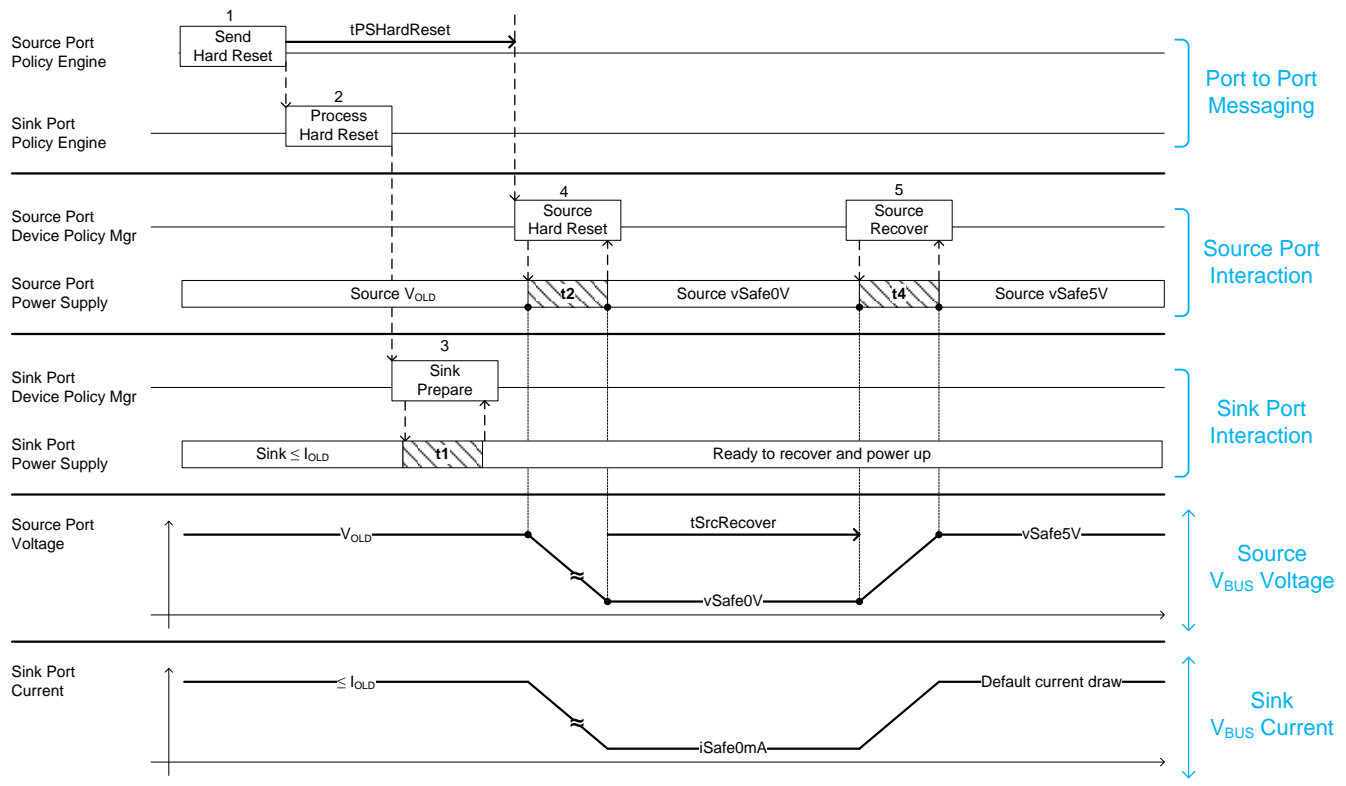 1
Send
Hard Reset
tPSHardReset
Source Port
Policy Engine
2
Process
Hard Reset
Sink Port
Policy Engine
Port to Port
Messaging
4
Source
Hard Reset
5
Source
Recover
Source Port
Device Policy Mgr
Source Port
Power Supply
Source VOLD
t2
Source vSafe0V
t4
Source vSafe5V
Source Port
Interaction
3
Sink
Prepare
Sink Port
Device Policy Mgr
Sink Port
Power Supply
Sink ≤ IOLD
t1
Ready to recover and power up
Sink Port
Interaction
Source Port
Voltage
VOLD
tSrcRecover
vSafe0V
vSafe5V
Source
VBUS Voltage
Sink Port
Current
≤ IOLD
iSafe0mA
Default current draw
Sink
VBUS Current